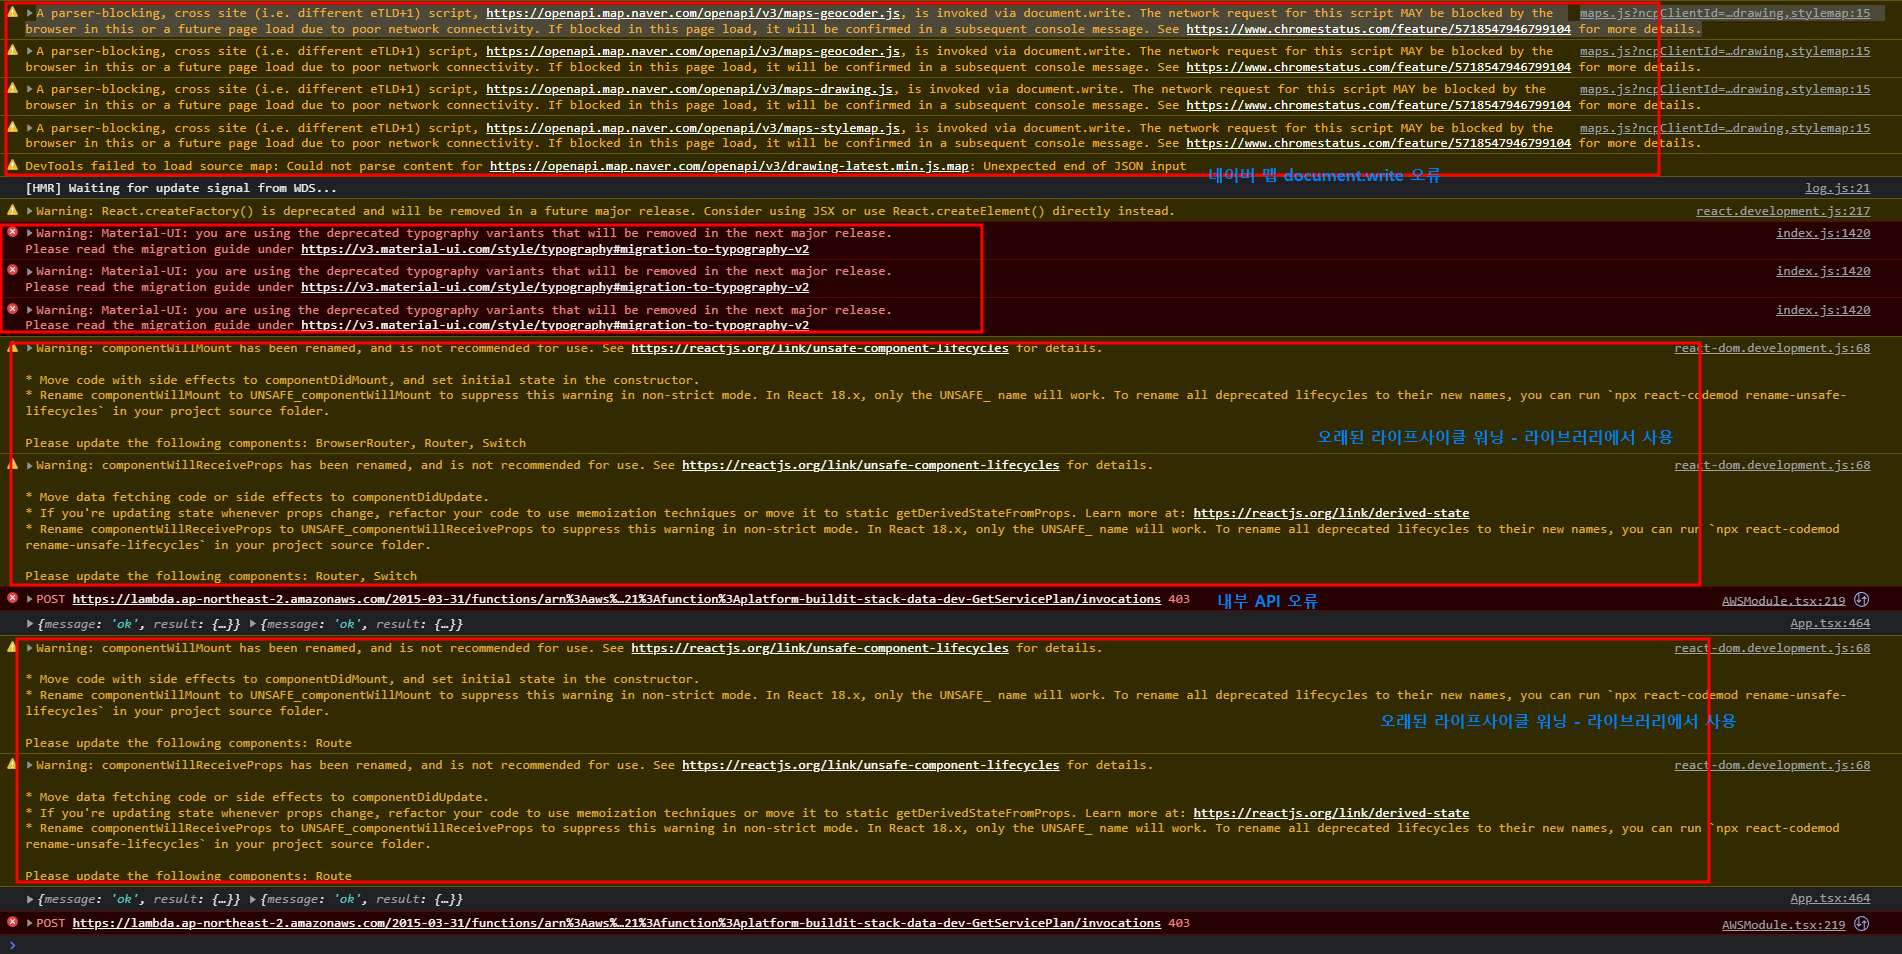 A parser-blocking, cross site (i.e. different eTLD+1) script, https://openapi.map.naver.com/openapi/v3/maps-geocoder.js, is invoked via document.write. The network request for this script MAY be blocked by the maps.js?ncpClientId=…drawing,stylemap:15
browser in this or a future page load due to poor network connectivity. If blocked in this page load, it will be confirmed in a subsequent console message. See https://www.chromestatus.com/feature/5718547946799104 for more details.
A parser-blocking, cross site (i.e. different eTLD+1) script, https://openapi.map.naver.com/openapi/v3/maps-geocoder.js, is invoked via document.write. The network request for this script MAY be blocked by the maps.js?ncpClientId=…drawing,stylemap:15
browser in this or a future page load due to poor network connectivity. If blocked in this page load, it will be confirmed in a subsequent console message. See https://www.chromestatus.com/feature/5718547946799104 for more details.
A parser-blocking, cross site (i.e. different eTLD+1) script, https://openapi.map.naver.com/openapi/v3/maps-drawing.js, is invoked via document.write. The network request for this script MAY be blocked by the maps.js?ncpClientId=…drawing,stylemap:15
browser in this or a future page load due to poor network connectivity. If blocked in this page load, it will be confirmed in a subsequent console message. See https://www.chromestatus.com/feature/5718547946799104 for more details.
A parser-blocking, cross site (i.e. different eTLD+1) script, https://openapi.map.naver.com/openapi/v3/maps-stylemap.js, is invoked via document.write. The network request for this script MAY be blocked by the maps.js?ncpClientId=…drawing,stylemap:15
browser in this or a future page load due to poor network connectivity. If blocked in this page load, it will be confirmed in a subsequent console message. See https://www.chromestatus.com/feature/5718547946799104 for more details.
DevTools failed to load source map: Could not parse content for https://openapi.map.naver.com/openapi/v3/drawing-latest.min.js.map: Unexpected end of JSON input
네이버 맵 document.write 오류
[HMR] Waiting for update signal from WDS... log.js:21
Warning: React.createFactory() is deprecated and will be removed in a future major release. Consider using JSX or use React.createElement() directly instead. react.development.js:217
Warning: Material-UI: you are using the deprecated typography variants that will be removed in the next major release. index.js:1420
Please read the migration guide under https://v3.material-ui.com/style/typography#migration-to-typography-v2
Warning: Material-UI: you are using the deprecated typography variants that will be removed in the next major release. index.js:1420
Please read the migration guide under https://v3.material-ui.com/style/typography#migration-to-typography-v2
Warning: Material-UI: you are using the deprecated typography variants that will be removed in the next major release. index.js:1420
Please read the migration guide under https://v3.material-ui.com/style/typography#migration-to-typography-v2
Warning: componentWillMount has been renamed, and is not recommended for use. See https://reactjs.org/link/unsafe-component-lifecycles for details. react-dom.development.js:68
* Move code with side effects to componentDidMount, and set initial state in the constructor.
* Rename componentWillMount to UNSAFE_componentWillMount to suppress this warning in non-strict mode. In React 18.x, only the UNSAFE_ name will work. To rename all deprecated lifecycles to their new names, you can run `npx react-codemod rename-unsafe-
lifecycles` in your project source folder.
오래된 라이프사이클 워닝 - 라이브러리에서 사용
Please update the following components: BrowserRouter, Router, Switch
Warning: componentWillReceiveProps has been renamed, and is not recommended for use. See https://reactjs.org/link/unsafe-component-lifecycles for details. react-dom.development.js:68
* Move data fetching code or side effects to componentDidUpdate.
* If you're updating state whenever props change, refactor your code to use memoization techniques or move it to static getDerivedStateFromProps. Learn more at: https://reactjs.org/link/derived-state
* Rename componentWillReceiveProps to UNSAFE_componentWillReceiveProps to suppress this warning in non-strict mode. In React 18.x, only the UNSAFE_ name will work. To rename all deprecated lifecycles to their new names, you can run `npx react-codemod
rename-unsafe-lifecycles` in your project source folder.
Please update the following components: Router, Switch
POST https://lambda.ap-northeast-2.amazonaws.com/2015-03-31/functions/arn%3Aaws%…21%3Afunction%3Aplatform-buildit-stack-data-dev-GetServicePlan/invocations 403 내부 API 오류 AWSModule.tsx:219
{message: 'ok', result: {…}} {message: 'ok', result: {…}} App.tsx:464
Warning: componentWillMount has been renamed, and is not recommended for use. See https://reactjs.org/link/unsafe-component-lifecycles for details. react-dom.development.js:68
* Move code with side effects to componentDidMount, and set initial state in the constructor.
* Rename componentWillMount to UNSAFE_componentWillMount to suppress this warning in non-strict mode. In React 18.x, only the UNSAFE_ name will work. To rename all deprecated lifecycles to their new names, you can run `npx react-codemod rename-unsafe-
lifecycles` in your project source folder.
오래된 라이프사이클 워닝 - 라이브러리에서 사용
Please update the following components: Route
Warning: componentWillReceiveProps has been renamed, and is not recommended for use. See https://reactjs.org/link/unsafe-component-lifecycles for details. react-dom.development.js:68
* Move data fetching code or side effects to componentDidUpdate.
* If you're updating state whenever props change, refactor your code to use memoization techniques or move it to static getDerivedStateFromProps. Learn more at: https://reactjs.org/link/derived-state
* Rename componentWillReceiveProps to UNSAFE_componentWillReceiveProps to suppress this warning in non-strict mode. In React 18.x, only the UNSAFE_ name will work. To rename all deprecated lifecycles to their new names, you can run `npx react-codemod
rename-unsafe-lifecycles` in your project source folder.
Please update the following components: Route
{message: 'ok', result: {…}} {message: 'ok', result: {…}} App.tsx:464
POST https://lambda.ap-northeast-2.amazonaws.com/2015-03-31/functions/arn%3Aaws%…21%3Afunction%3Aplatform-buildit-stack-data-dev-GetServicePlan/invocations 403 AWSModule.tsx:219